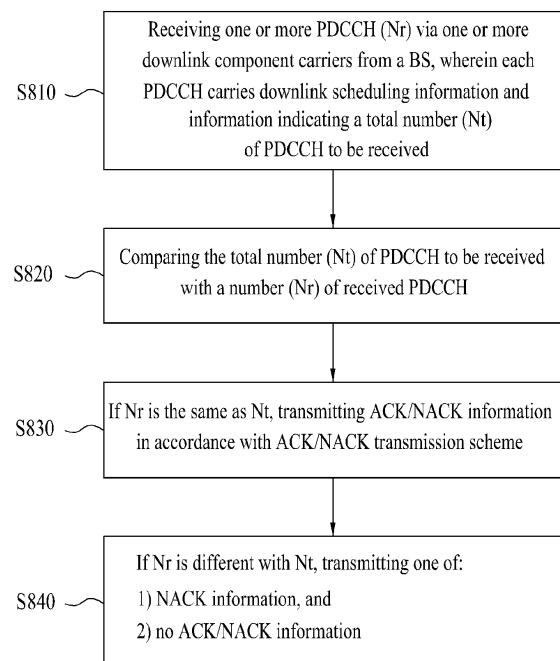 S810
Receiving one or more PDCCH (Nr) via one or more
downlink component carriers from a BS, wherein each
PDCCH carries downlink scheduling information and
information indicating a total number (Nt)
of PDCCH to be received
S820
Comparing the total number (Nt) of PDCCH to be received
with a number (Nr) of received PDCCH
S830
If Nr is the same as Nt, transmitting ACK/NACK information
in accordance with ACK/NACK transmission scheme
S840
If Nr is different with Nt, transmitting one of:
1) NACK information, and
2) no ACK/NACK information